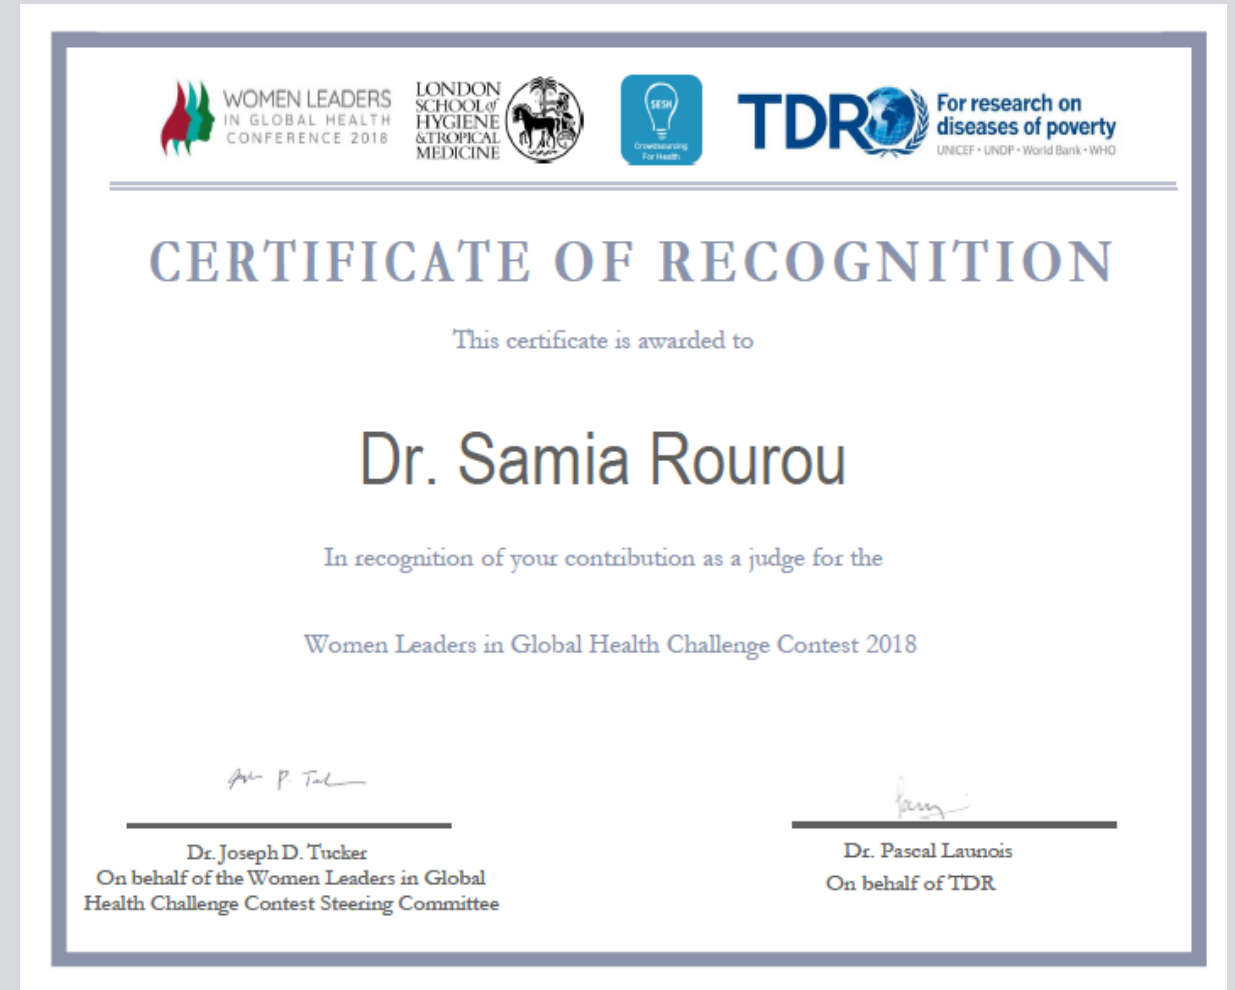 WOMEN LEADERS
IN GLOBAL HEALTH
CONFERENCE 2018
LONDON
SCHOOL of
HYGIENE
& TROPICAL
MEDICINE
SESH
Crowdsourcing
For Health
TDR
For research on
diseases of poverty
UNICEF • UNDP • World Bank • WHO
CERTIFICATE OF RECOGNITION
This certificate is awarded to
Dr. Samia Rourou
In recognition of your contribution as a judge for the
Women Leaders in Global Health Challenge Contest 2018
Dr. Joseph D. Tucker
On behalf of the Women Leaders in Global
Health Challenge Contest Steering Committee
Dr. Pascal Launois
On behalf of TDR